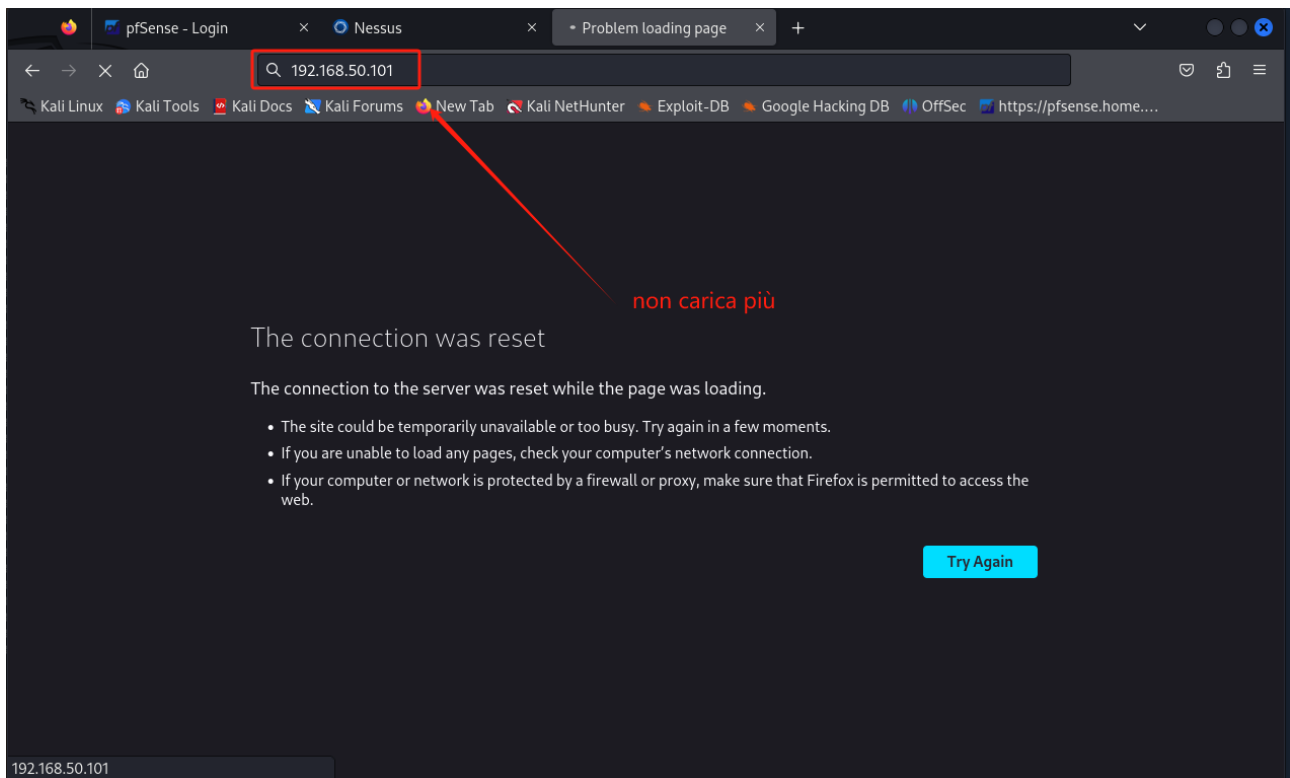 pfSense - Login
Nessus
Problem loading page
192.168.50.101
Kali Linux Kali Tools Kali Docs Kali Forums New Tab Kali NetHunter Exploit-DB Google Hacking DB OffSec https://pfsense.home....
non carica più
The connection was reset
The connection to the server was reset while the page was loading.
• The site could be temporarily unavailable or too busy. Try again in a few moments.
• If you are unable to load any pages, check your computer's network connection.
• If your computer or network is protected by a firewall or proxy, make sure that Firefox is permitted to access the
web.
Try Again
192.168.50.101